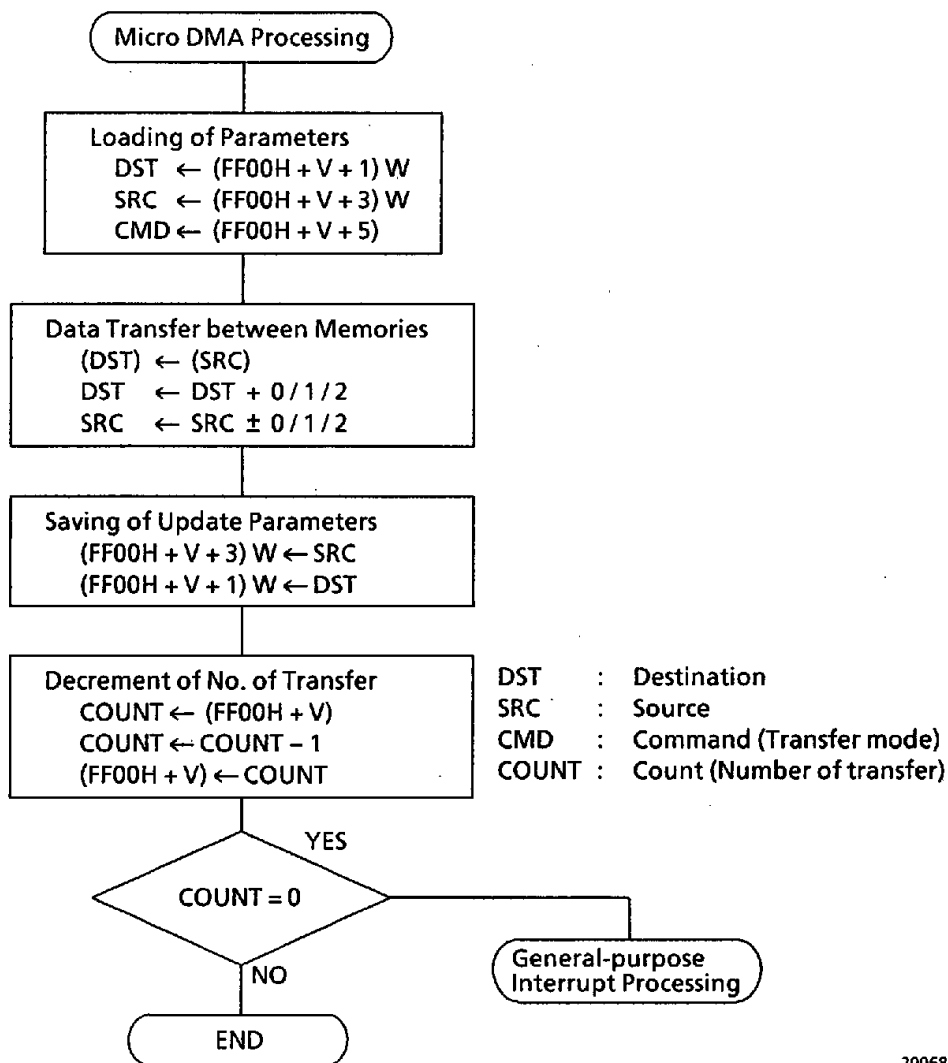 Micro DMA Processing
Loading of Parameters
DST ← (FF00H + V + 1) W
SRC ← (FF00H + V + 3) W
CMD ← (FF00H + V + 5)
Data Transfer between Memories
(DST) ← (SRC)
DST ← DST + 0 / 1 / 2
SRC ← SRC ± 0 / 1 / 2
Saving of Update Parameters
(FF00H + V + 3) W ← SRC
(FF00H + V + 1) W ← DST
Decrement of No. of Transfer
COUNT ← (FF00H + V)
COUNT ← COUNT – 1
(FF00H + V) ← COUNT
DST : Destination
SRC : Source
CMD : Command (Transfer mode)
COUNT : Count (Number of transfer)
YES
COUNT = 0
NO
General-purpose
Interrupt Processing
END